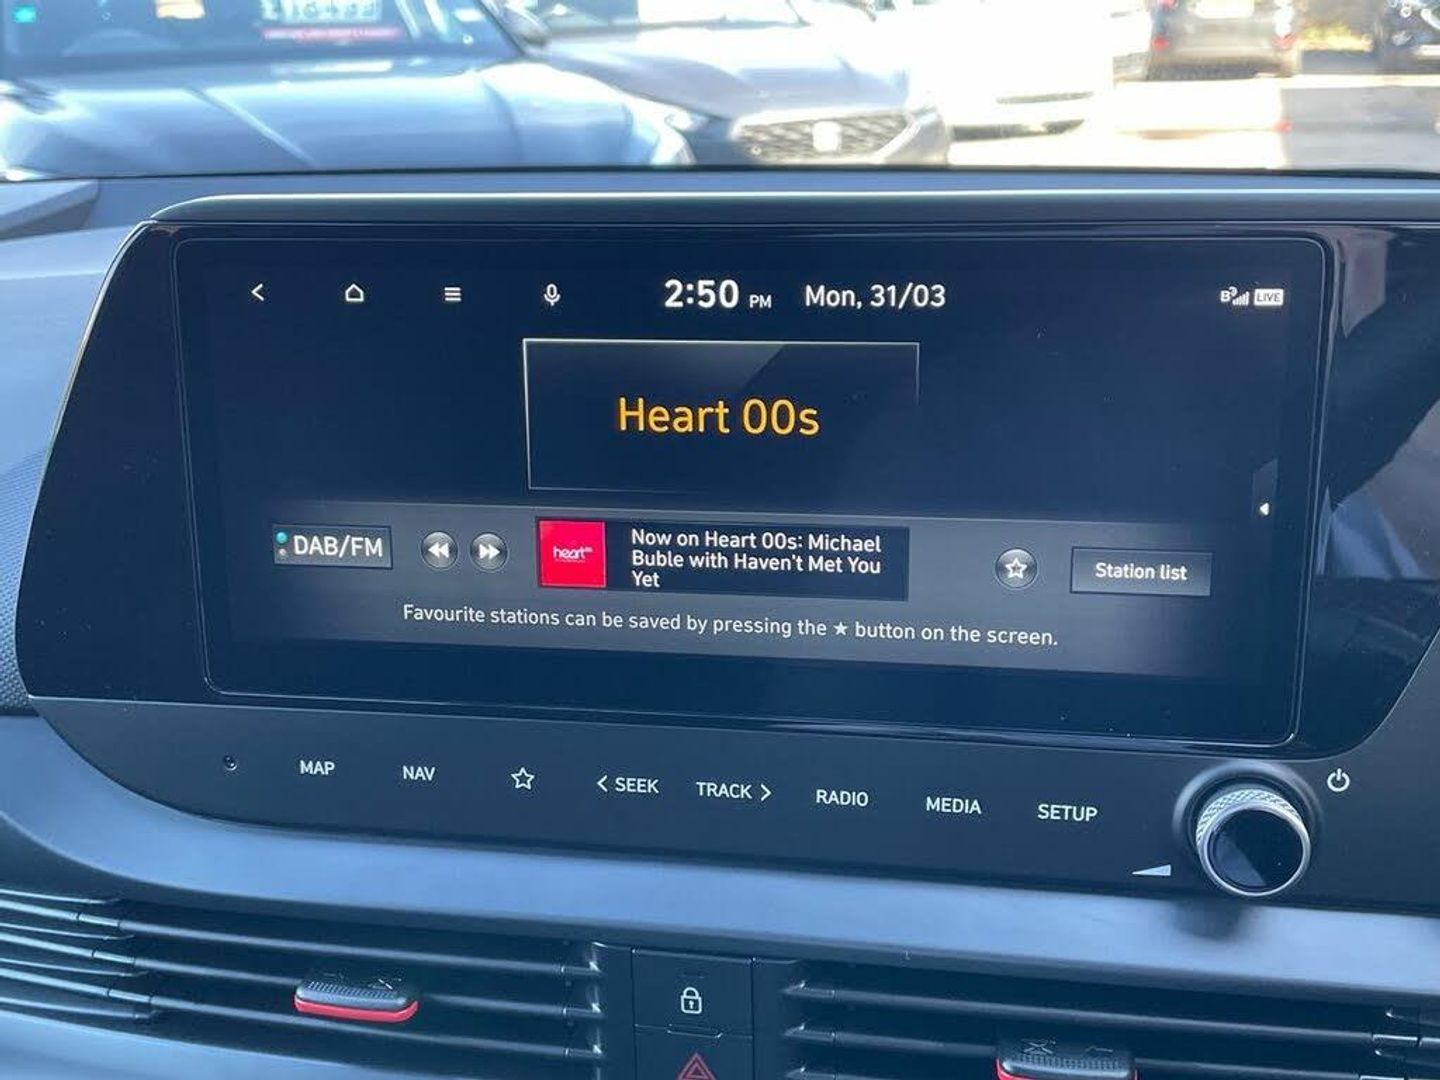 2:50 PM Mon, 31/03 LIVE
Heart 00s
DAB/FM
heart
Now on Heart 00s: Michael
Buble with Haven't Met You
Yet
Station list
Favourite stations can be saved by pressing the ★ button on the screen.
MAP NAV < SEEK TRACK > RADIO MEDIA SETUP